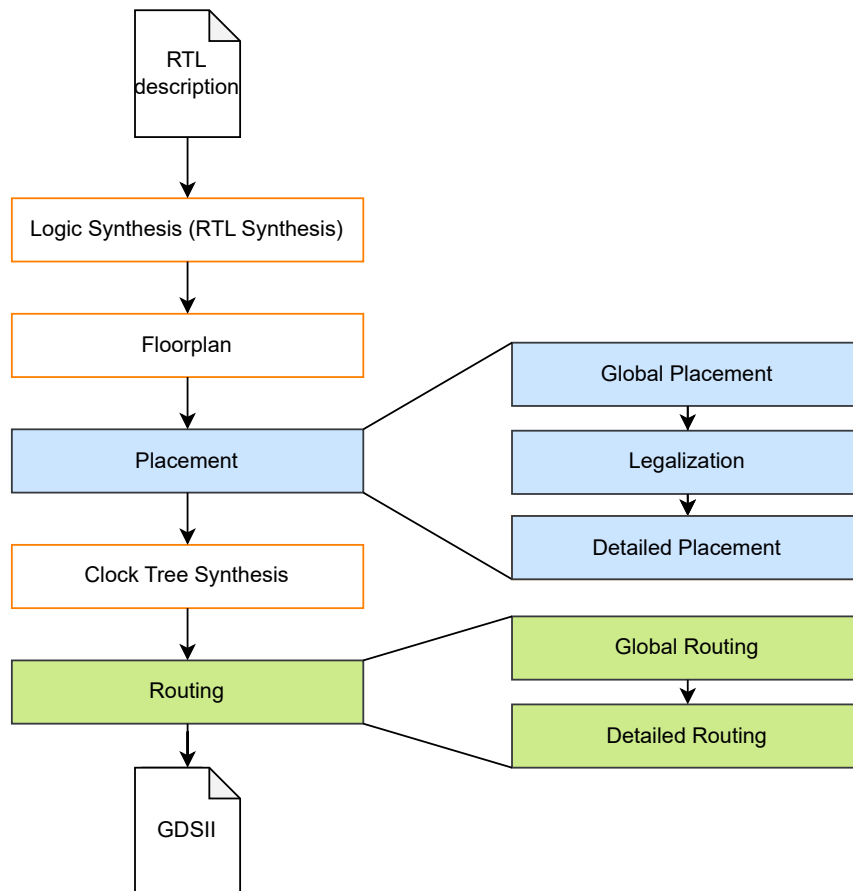 RTL
description
Logic Synthesis (RTL Synthesis)
Floorplan
Placement
Clock Tree Synthesis
Routing
GDSII
Global Placement
Legalization
Detailed Placement
Global Routing
Detailed Routing